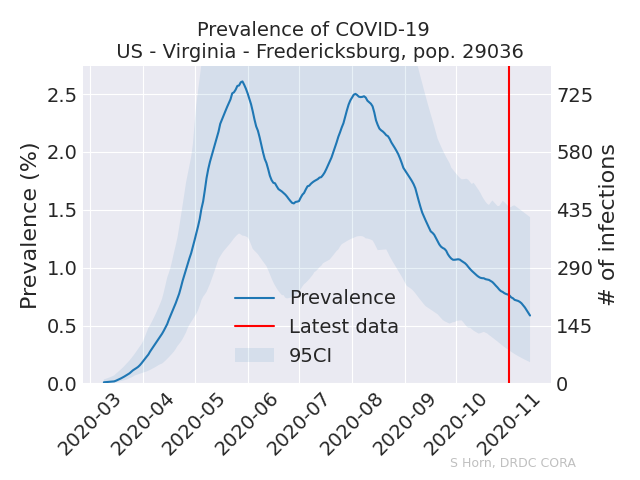 Prevalence of COVID-19
US - Virginia - Fredericksburg, pop. 29036
Prevalence (%)
2.5
2.0
1.5
1.0
0.5
0.0
725
580
435
290
145
0
# of infections
Prevalence
Latest data
95CI
2020-03
2020-04
2020-05
2020-06
2020-07
2020-08
2020-09
2020-10
2020-11
S Horn, DRDC CORA